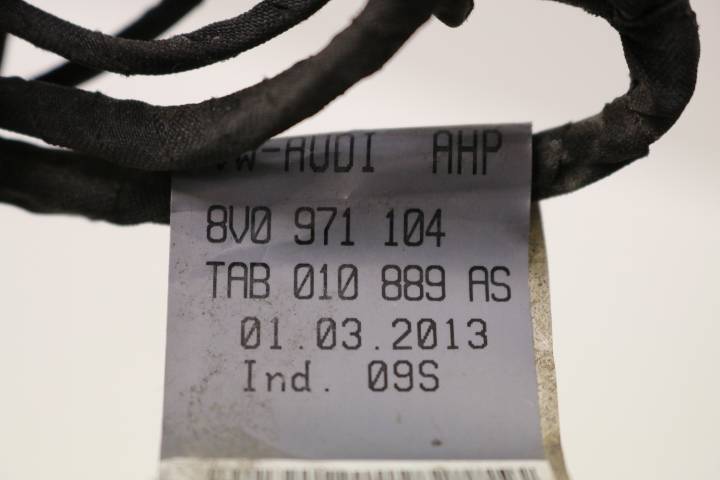 VW-AUDI AHP
8V0 971 104
TAB 010 889 AS
01.03.2013
Ind. 09S